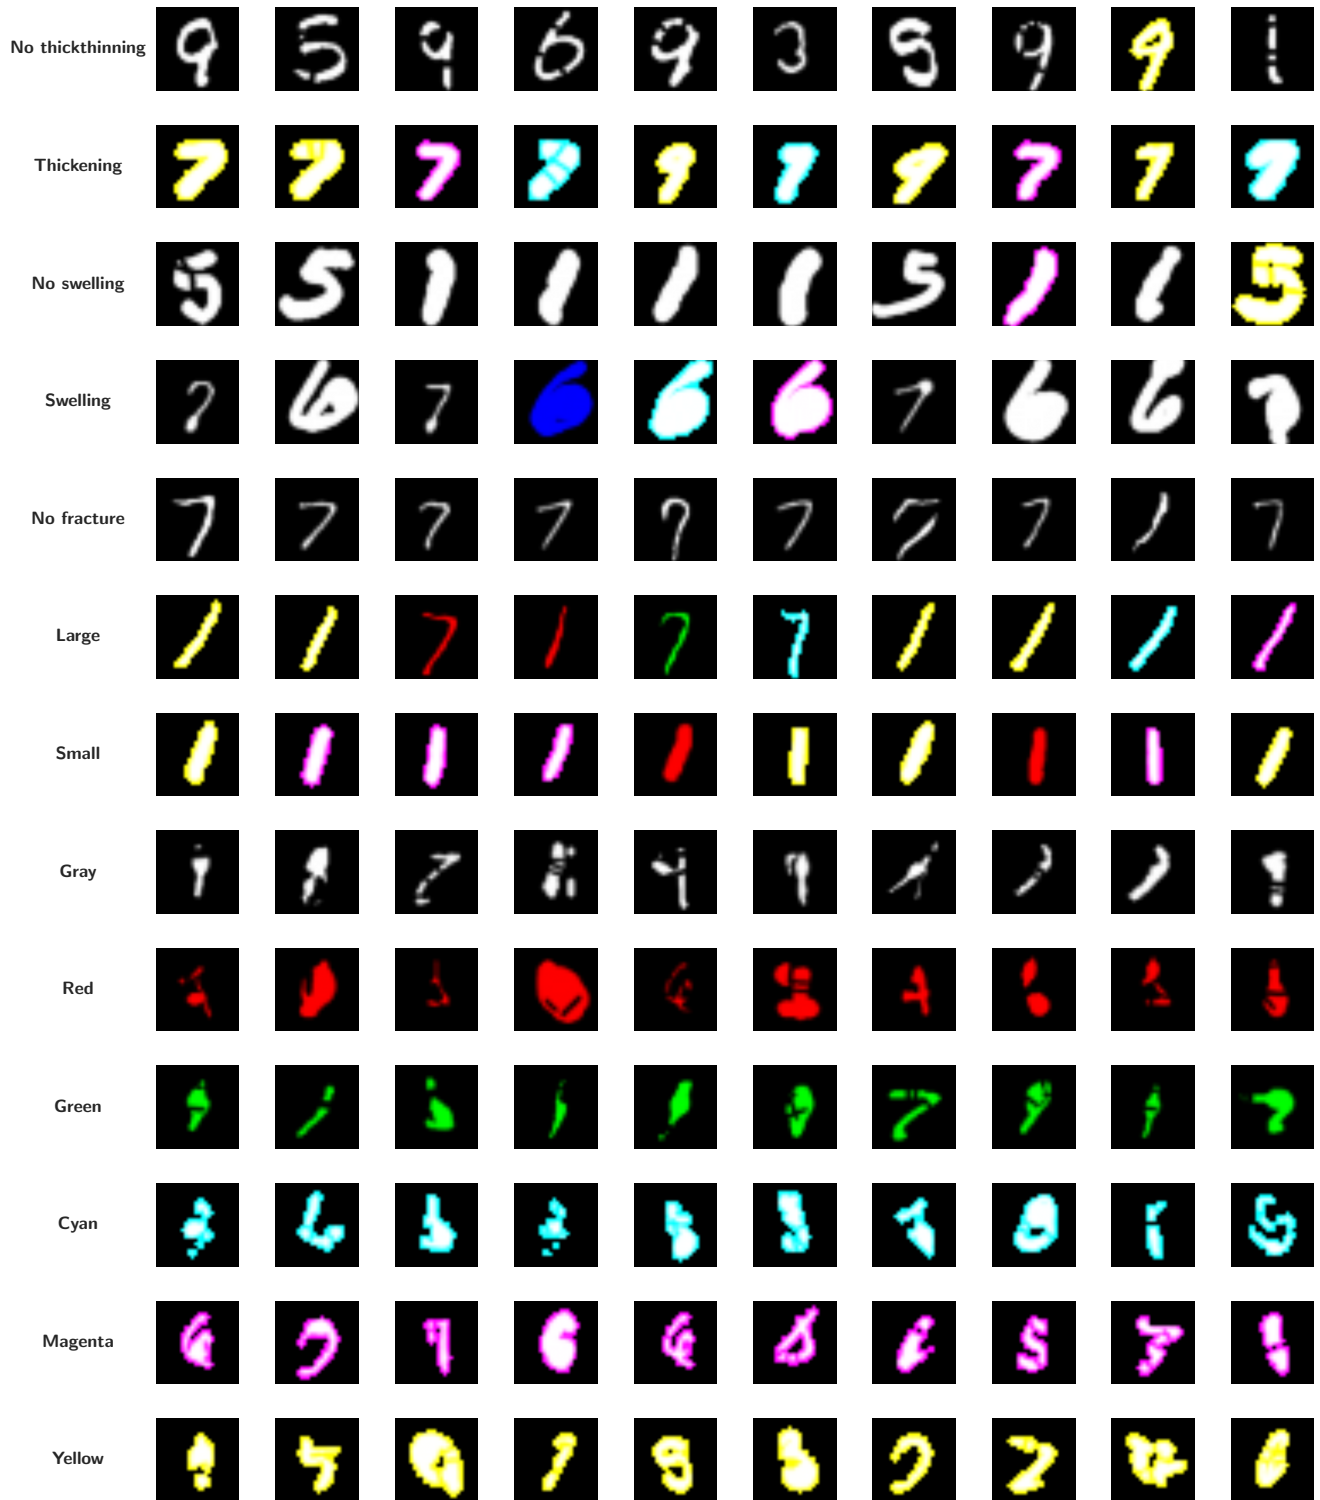 No thickthinning
Thickening
No swelling
Swelling
No fracture
Large
Small
Gray
Red
Green
Cyan
Magenta
Yellow